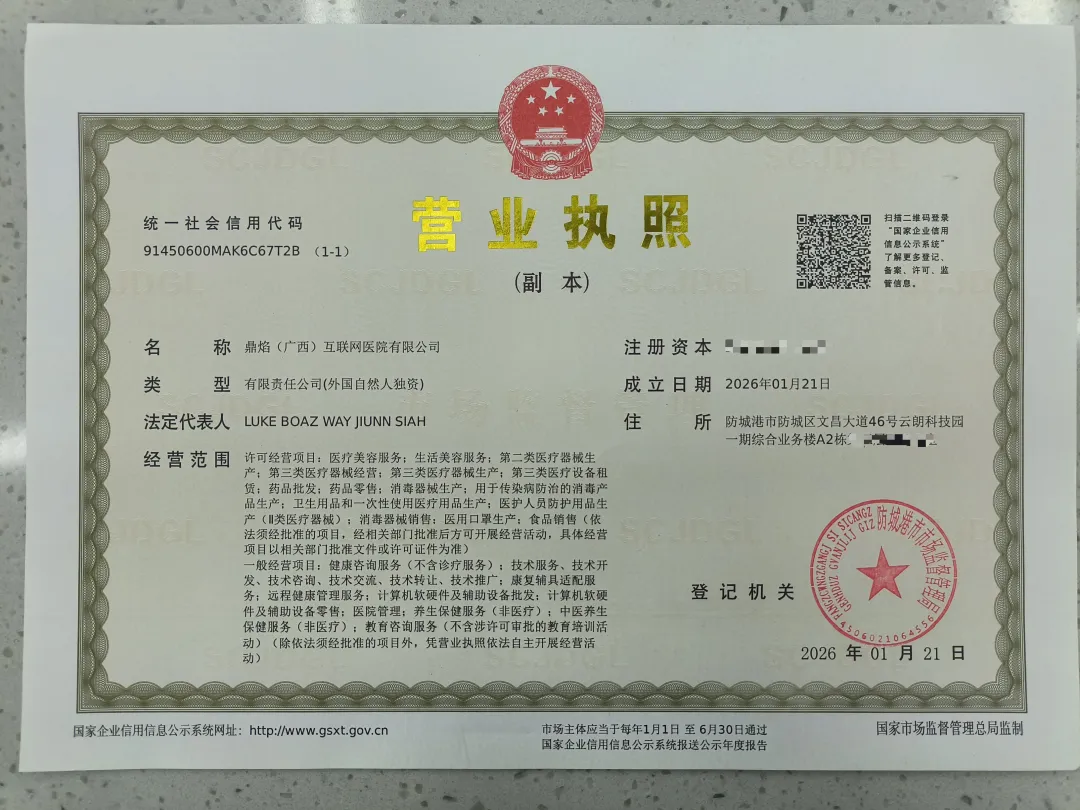 统一社会信用代码
91450600MAK6C67T2B （1-1）
营业执照
（副 本）
扫描二维码登录
“国家企业信用
信息公示系统”
了解更多登记、
备案、许可、监
管信息。
名 称 鼎焰（广西）互联网医院有限公司
类 型 有限责任公司(外国自然人独资)
法定代表人 LUKE BOAZ WAY JIUNN SIAH
经营范围 许可经营项目：医疗美容服务；生活美容服务；第二类医疗器械生
产；第三类医疗器械经营；第三类医疗器械生产；第三类医疗设备租
赁；药品批发；药品零售；消毒器械生产；用于传染病防治的消毒产
品生产；卫生用品和一次性使用医疗用品生产；医护人员防护用品生
产（Ⅱ类医疗器械）；消毒器械销售；医用口罩生产；食品销售（依
法须经批准的项目，经相关部门批准后方可开展经营活动，具体经营
项目以相关部门批准文件或许可证件为准）
一般经营项目：健康咨询服务（不含诊疗服务）；技术服务、技术开
发、技术咨询、技术交流、技术转让、技术推广；康复辅具适配服
务；远程健康管理服务；计算机软硬件及辅助设备批发；计算机软硬
件及辅助设备零售；医院管理；养生保健服务（非医疗）；中医养生
保健服务（非医疗）；教育咨询服务（不含涉许可审批的教育培训活
动）（除依法须经批准的项目外，凭营业执照依法自主开展经营活
动）
注册资本
成立日期 2026年01月21日
住 所 防城港市防城区文昌大道46号云朗科技园
一期综合业务楼A2栋
登记机关
防城港市市场监督管理局
4506021064556
2026 年 01 月 21 日
国家企业信用信息公示系统网址：http://www.gsxt.gov.cn
市场主体应当于每年1月1日 至 6月30日通过
国家企业信用信息公示系统报送公示年度报告
国家市场监督管理总局监制